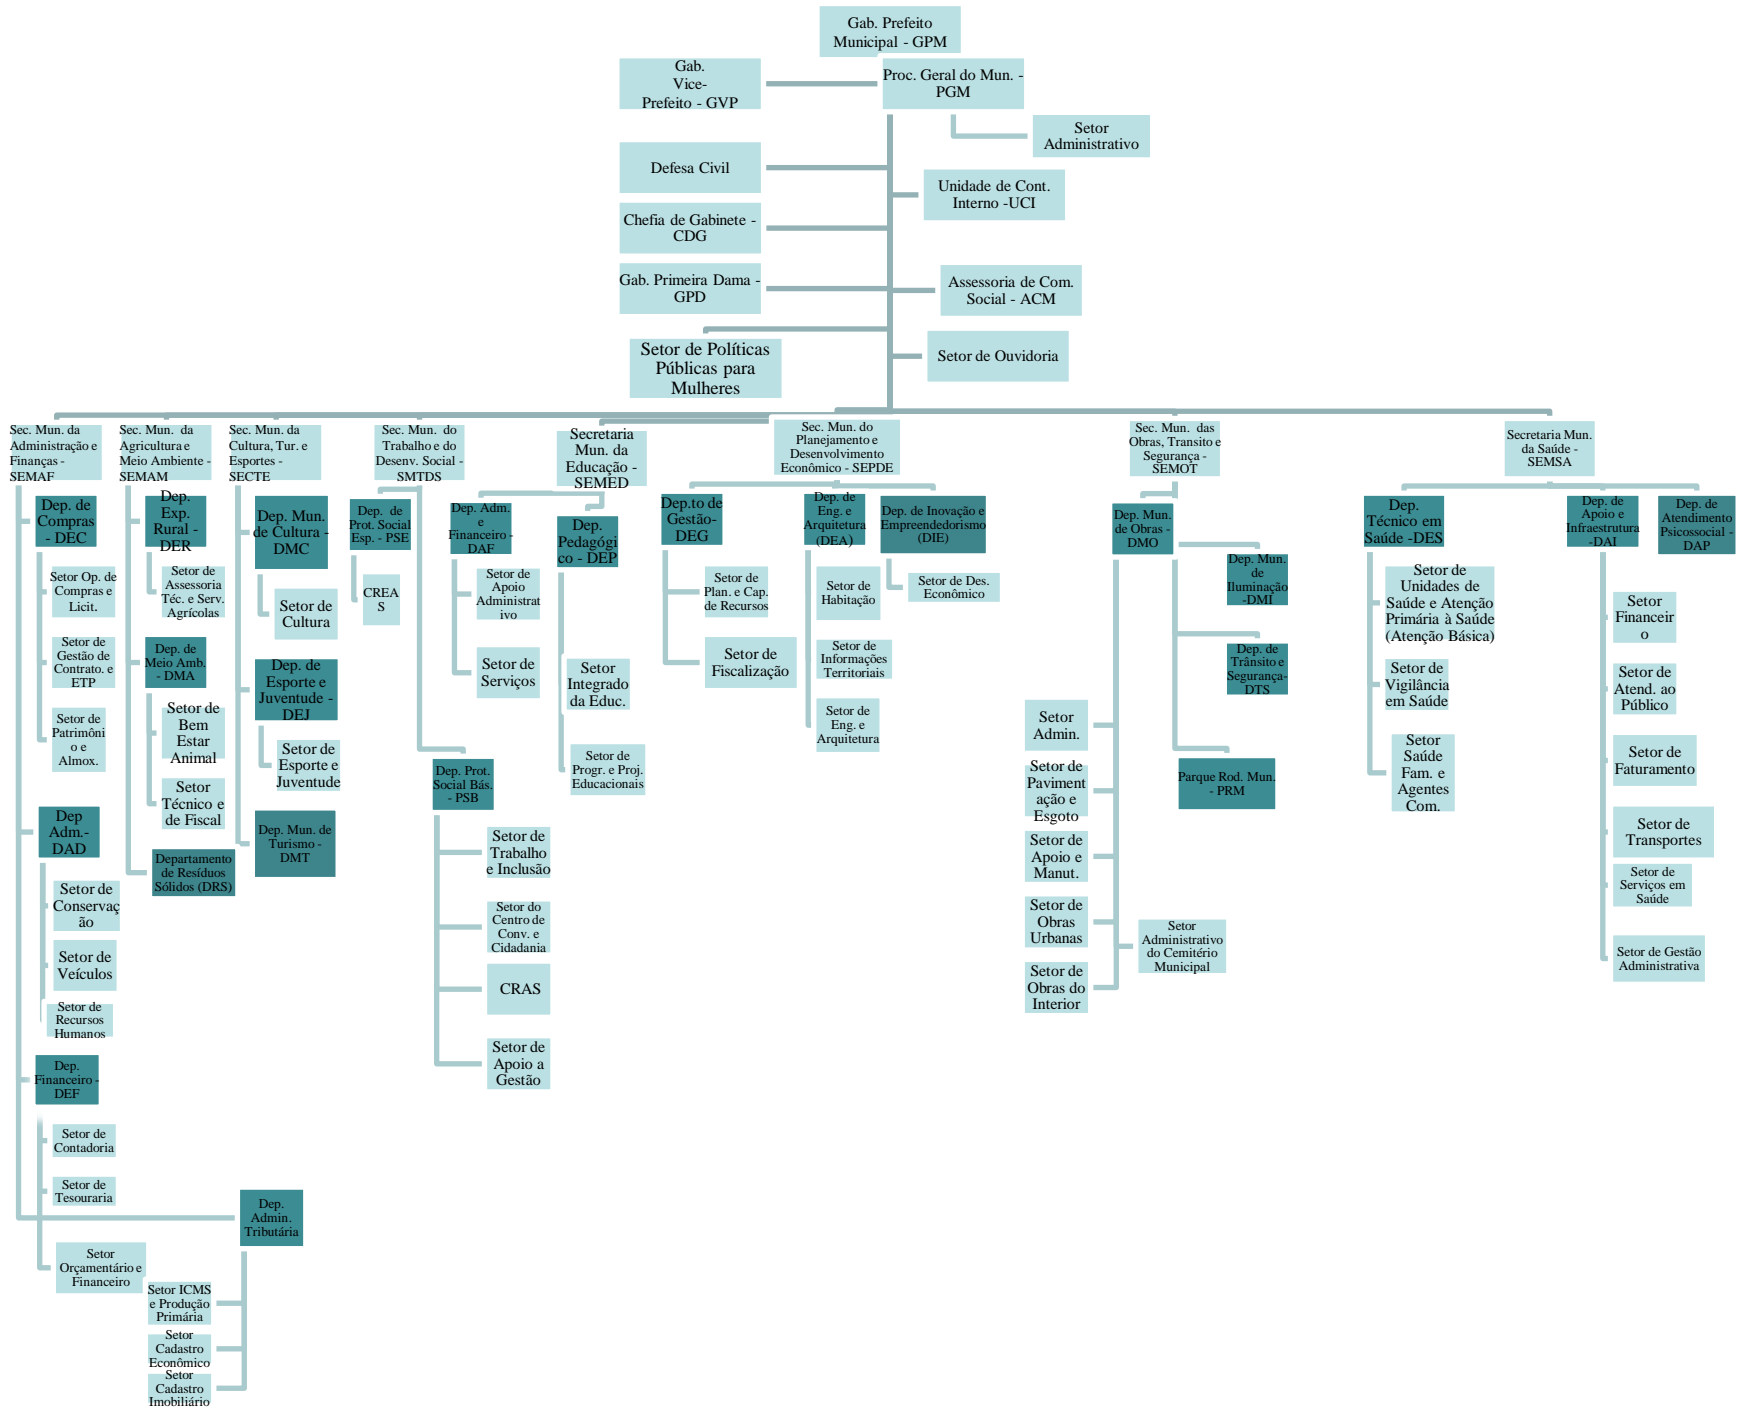 Gab. Prefeito
Municipal - GPM
Gab.
Vice-
Prefeito - GVP
Proc. Geral do Mun. -
PGM
Setor
Administrativo
Defesa Civil
Unidade de Cont.
Interno -UCI
Chefia de Gabinete -
CDG
Gab. Primeira Dama -
GPD
Assessoria de Com.
Social - ACM
Setor de Políticas
Públicas para
Mulheres
Setor de Ouvidoria
Sec. Mun. da
Administração e
Finanças -
SEMAF
Dep. de
Compras
- DEC
Setor Op. de
Compras e
Licit.
Setor de
Gestão de
Contrato. e
ETP
Setor de
Patrimôni
o e
Almox.
Dep
Adm.-
DAD
Setor de
Conservaç
ão
Setor de
Veículos
Setor de
Recursos
Humanos
Dep.
Financeiro -
DEF
Setor de
Contadoria
Setor de
Tesouraria
Setor
Orçamentário e
Financeiro
Dep.
Admin.
Tributária
Setor ICMS
e Produção
Primária
Setor
Cadastro
Econômico
Setor
Cadastro
Imobiliário
Sec. Mun.  da
Agricultura e
Meio Ambiente -
SEMAM
Dep.
Exp.
Rural -
DER
Setor de
Assessoria
Téc. e Serv.
Agrícolas
Dep. de
Meio Amb.
- DMA
Setor de
Bem
Estar
Animal
Setor
Técnico e
de Fiscal
Departamento
de Resíduos
Sólidos (DRS)
Sec. Mun. da
Cultura, Tur. e
Esportes -
SECTE
Dep. Mun.
de Cultura -
DMC
Setor de
Cultura
Dep. de
Esporte e
Juventude -
DEJ
Setor de
Esporte e
Juventude
Dep. Mun. de
Turismo -
DMT
Sec. Mun.  do
Trabalho e do
Desenv. Social -
SMTDS
Dep.  de
Prot. Social
Esp. - PSE
CREA
S
Dep. Prot.
Social Bás.
- PSB
Setor de
Trabalho
e Inclusão
Setor do
Centro de
Conv. e
Cidadania
CRAS
Setor de
Apoio a
Gestão
Secretaria
Mun. da
Educação -
SEMED
Dep. Adm.
e
Financeiro -
DAF
Setor de
Apoio
Administrat
ivo
Setor de
Serviços
Dep.
Pedagógi
co - DEP
Setor
Integrado
da Educ.
Setor de
Progr. e Proj.
Educacionais
Sec. Mun. do
Planejamento e
Desenvolvimento
Econômico - SEPDE
Dep.to de
Gestão-
DEG
Setor de
Plan. e Cap.
de Recursos
Setor de
Fiscalização
Dep. de
Eng. e
Arquitetura
(DEA)
Setor de
Habitação
Setor de
Informações
Territoriais
Setor de
Eng. e
Arquitetura
Dep. de Inovação e
Empreendedorismo
(DIE)
Setor de Des.
Econômico
Sec. Mun.  das
Obras, Transito e
Segurança -
SEMOT
Dep. Mun.
de Obras -
DMO
Setor
Admin.
Setor de
Paviment
ação e
Esgoto
Setor de
Apoio e
Manut.
Setor de
Obras
Urbanas
Setor de
Obras do
Interior
Setor
Administrativo
do Cemitério
Municipal
Dep. Mun.
de
Iluminação
-DMI
Dep. de
Trânsito e
Segurança-
DTS
Parque Rod. Mun.
- PRM
Secretaria Mun.
da Saúde -
SEMSA
Dep.
Técnico em
Saúde -DES
Setor de
Unidades de
Saúde e Atenção
Primária à Saúde
(Atenção Básica)
Setor de
Vigilância
em Saúde
Setor
Saúde
Fam. e
Agentes
Com.
Dep. de
Apoio e
Infraestrutura
-DAI
Setor
Financeir
o
Setor de
Atend. ao
Público
Setor de
Faturamento
Setor de
Transportes
Setor de
Serviços em
Saúde
Setor de Gestão
Administrativa
Dep. de
Atendimento
Psicossocial -
DAP